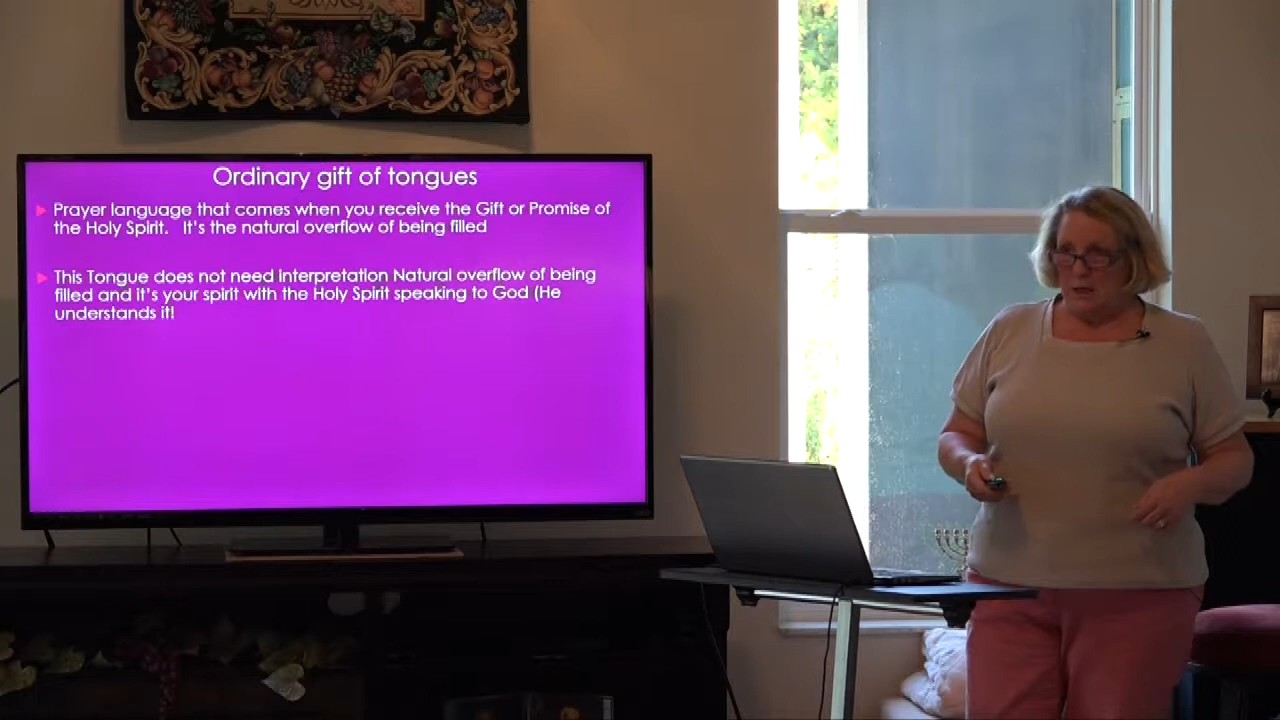 Ordinary gift of tongues
Prayer language that comes when you receive the Gift or Promise of
the Holy Spirit.   It's the natural overflow of being filled
This Tongue does not need interpretation Natural overflow of being
filled and it's your spirit with the Holy Spirit speaking to God (He
understands it!